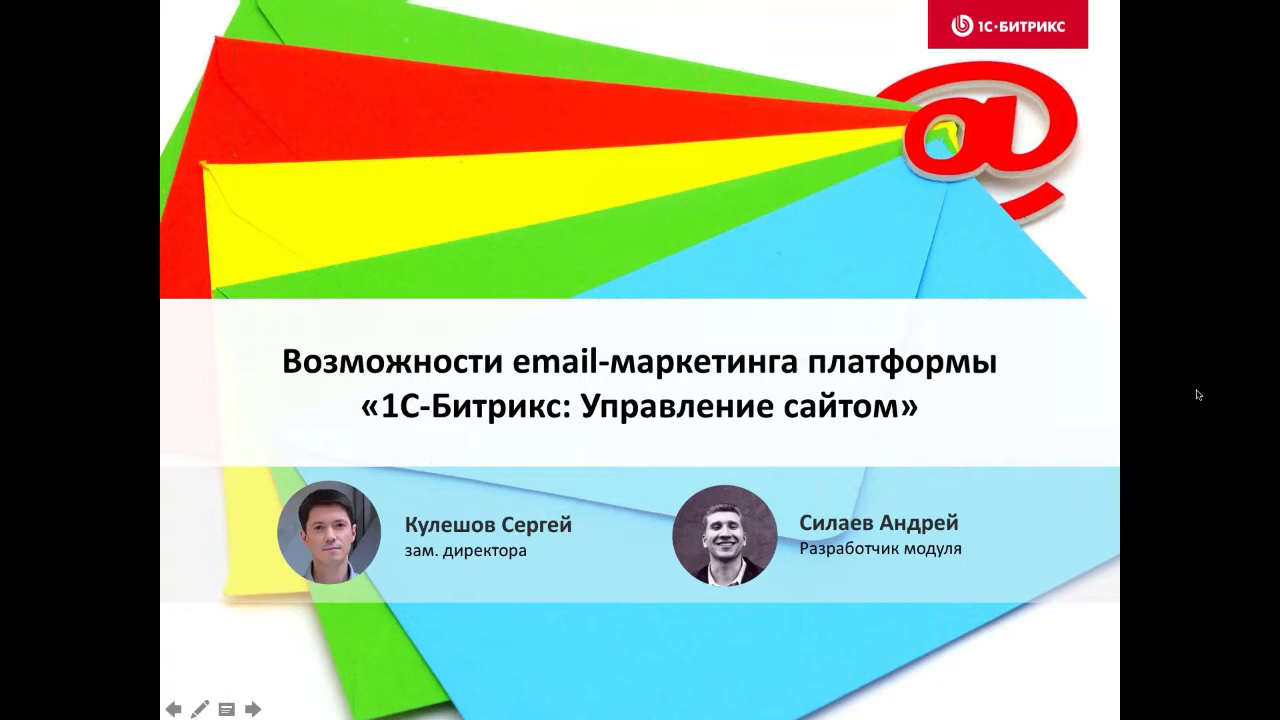 1С·БИТРИКС
@
Возможности email-маркетинга платформы
«1С-Битрикс: Управление сайтом»
Кулешов Сергей
зам. директора
Силаев Андрей
Разработчик модуля